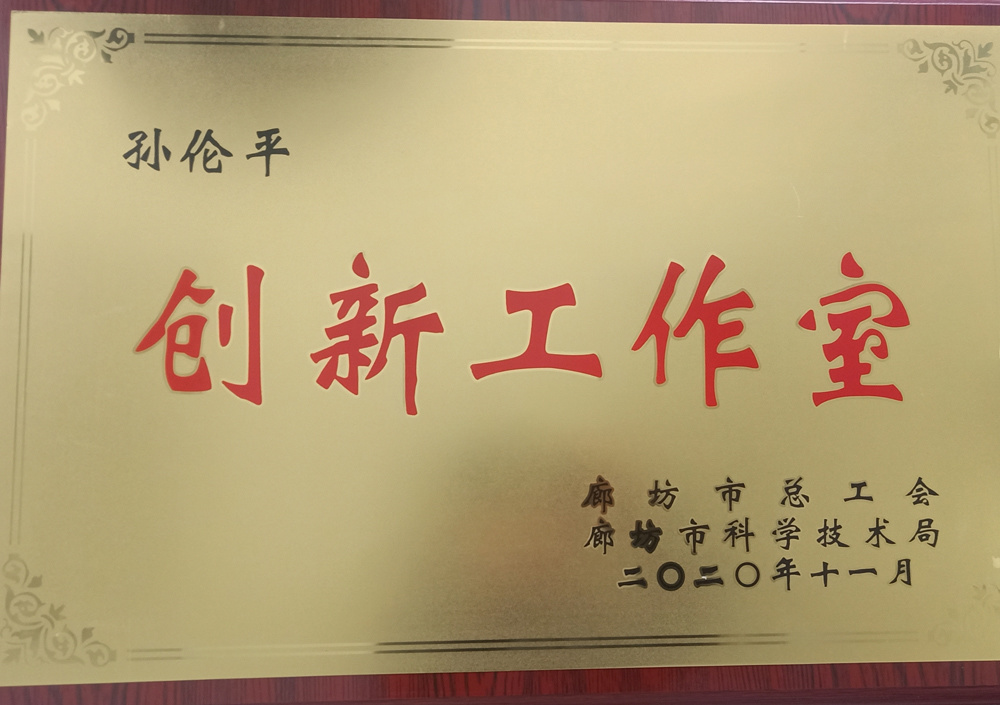 孙伦平
创新工作室
廊坊市总工会
廊坊市科学技术局
二〇二〇年十一月